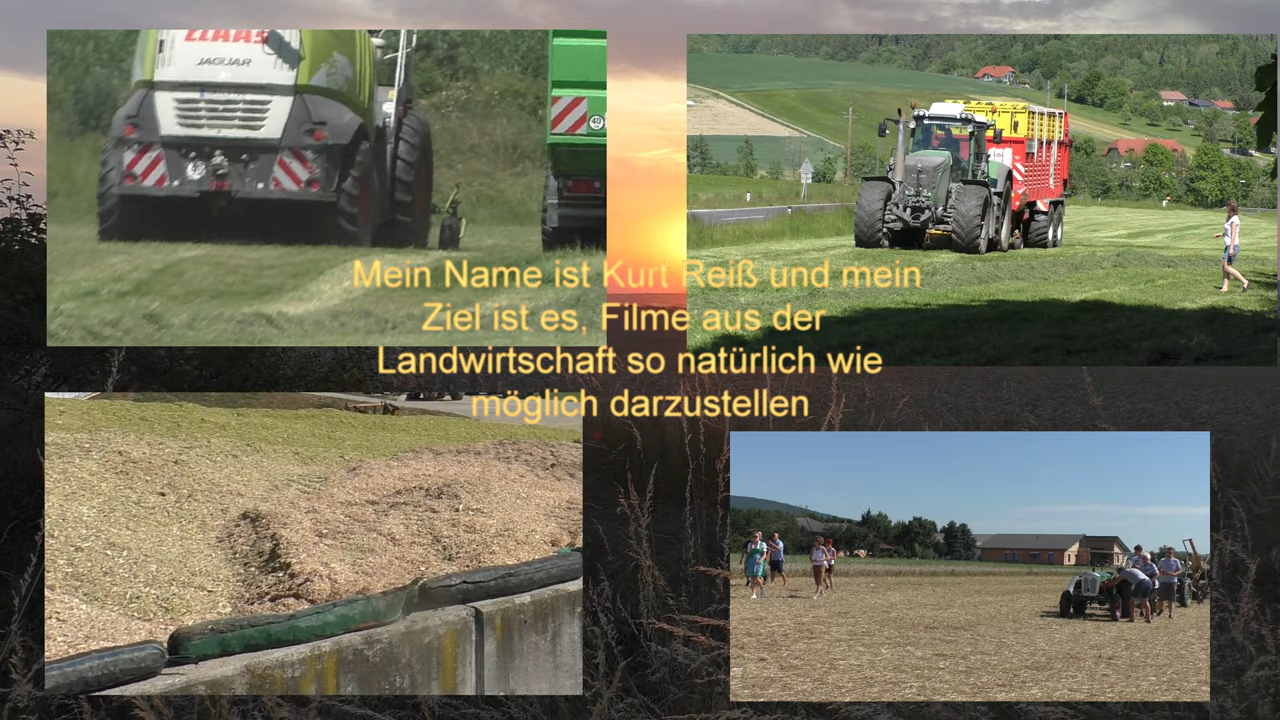 CLAAS
JAGUAR
40
Mein Name ist Kurt Reiß und mein
Ziel ist es, Filme aus der
Landwirtschaft so natürlich wie
möglich darzustellen